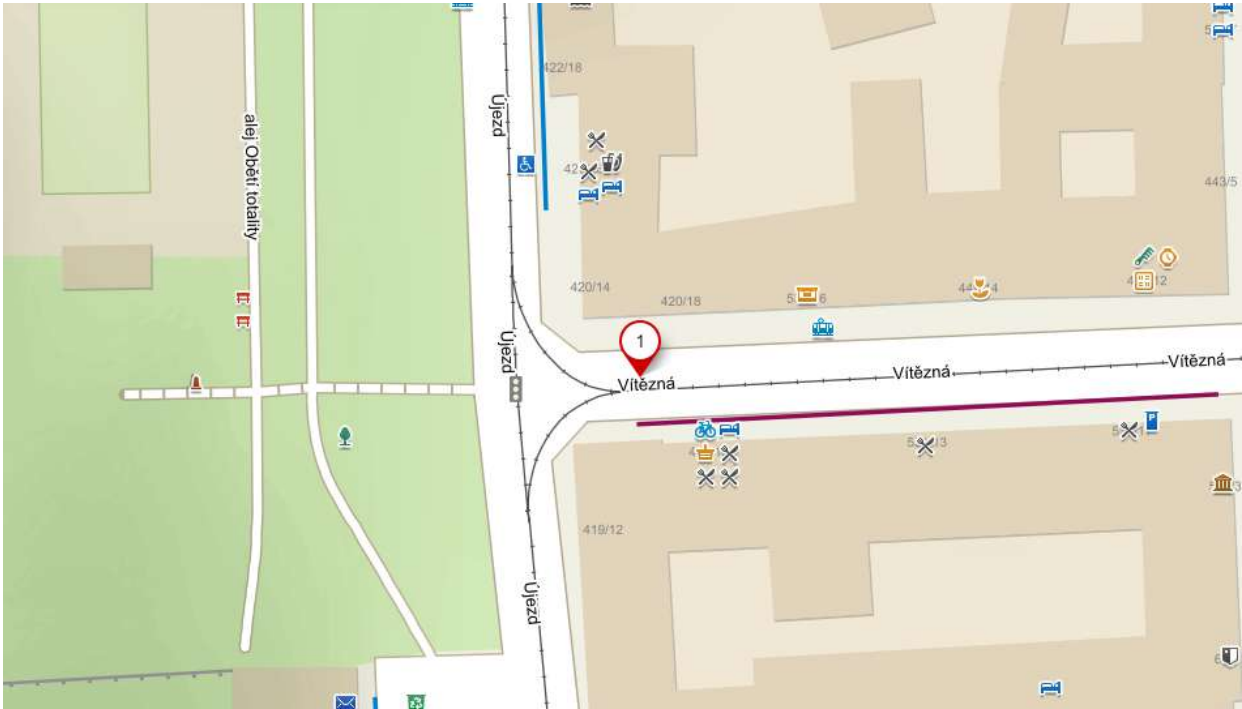 422/18
Újezd
alej Obětí totality
443/5
420/14
420/18
Újezd
1
Vítězná
Vítězná
Vítězná
419/12
Újezd
P